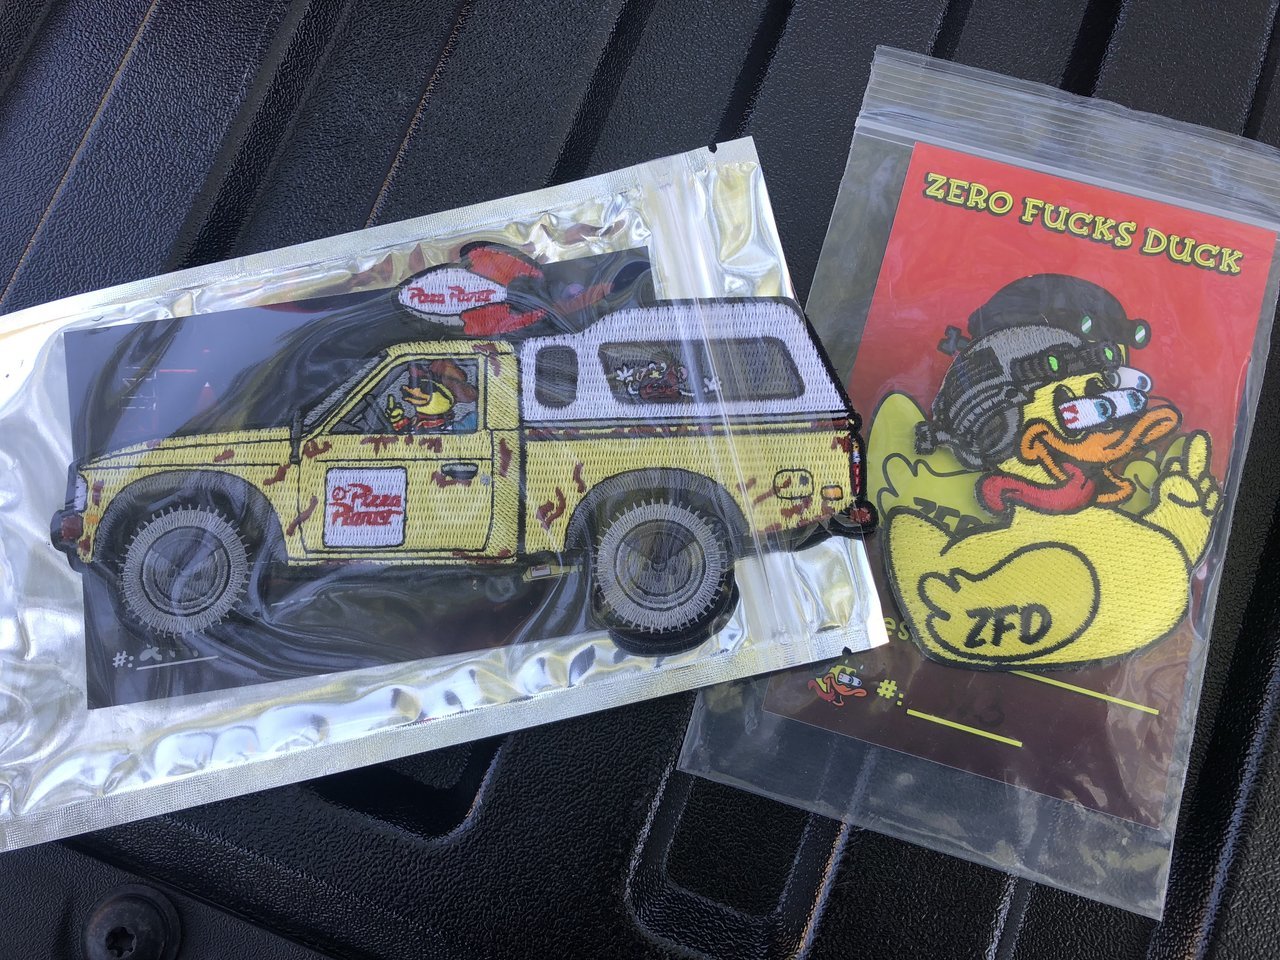 Pizza Planet
Pizza
Planet
#:
ZERO FUCKS DUCK
ZFD
#: